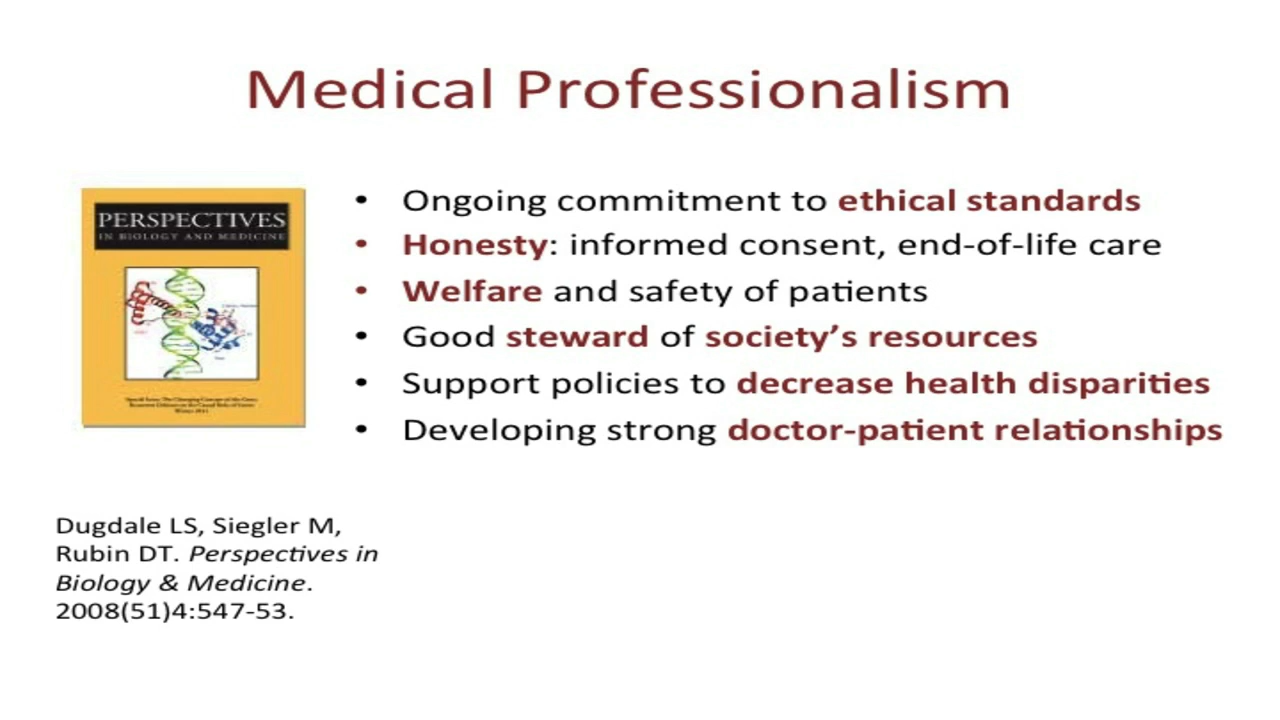 Medical Professionalism
PERSPECTIVES
IN BIOLOGY AND MEDICINE
• Ongoing commitment to ethical standards
• Honesty: informed consent, end-of-life care
• Welfare and safety of patients
• Good steward of society’s resources
• Support policies to decrease health disparities
• Developing strong doctor-patient relationships
Dugdale LS, Siegler M,
Rubin DT. Perspectives in
Biology & Medicine.
2008(51)4:547-53.